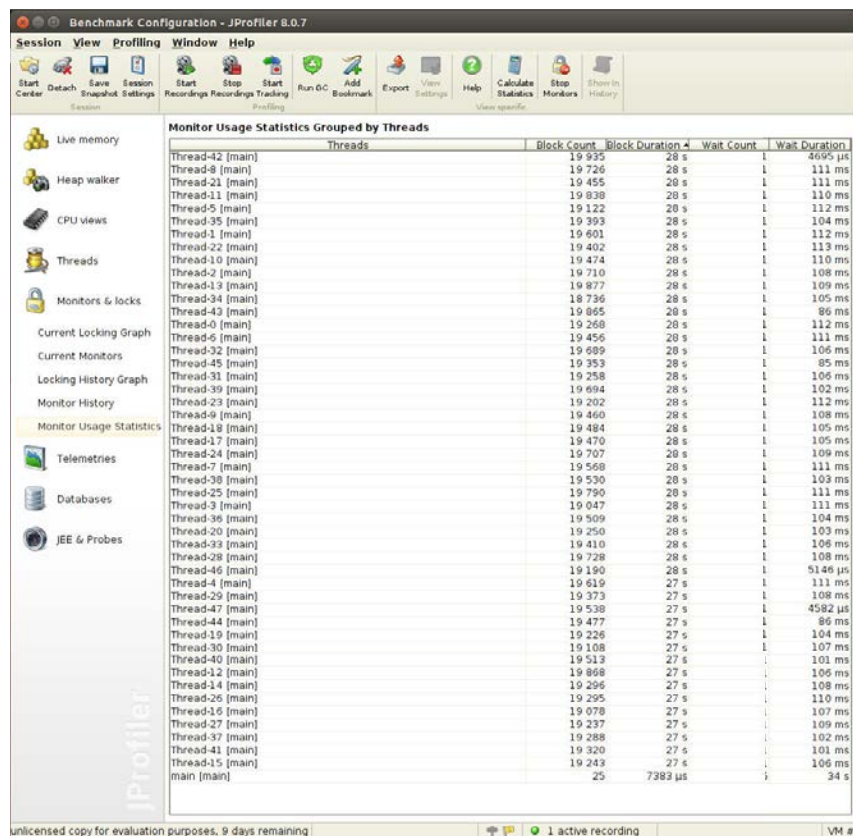 Benchmark Configuration - JProfiler 8.0.7
Session View Profiling Window Help
Start Center Detach Save Snapshot Session Settings Start Recordings Stop Recordings Start Tracking Run GC Add Bookmark Export View Settings Help Calculate Statistics Stop Monitors Show in History
Session Profiling View specific
Live memory
Heap walker
CPU views
Threads
Monitors & locks
Current Locking Graph
Current Monitors
Locking History Graph
Monitor History
Monitor Usage Statistics
Telemetries
Databases
JEE & Probes
JProfiler
Monitor Usage Statistics Grouped by Threads
Threads Block Count Block Duration Wait Count Wait Duration
Thread-42 [main] 19 935 28 s 1 4695 µs
Thread-8 [main] 19 726 28 s 1 111 ms
Thread-21 [main] 19 455 28 s 1 111 ms
Thread-11 [main] 19 838 28 s 1 110 ms
Thread-5 [main] 19 122 28 s 1 112 ms
Thread-35 [main] 19 393 28 s 1 104 ms
Thread-1 [main] 19 601 28 s 1 112 ms
Thread-22 [main] 19 402 28 s 1 113 ms
Thread-10 [main] 19 474 28 s 1 110 ms
Thread-2 [main] 19 710 28 s 1 108 ms
Thread-13 [main] 19 877 28 s 1 109 ms
Thread-34 [main] 18 736 28 s 1 105 ms
Thread-43 [main] 19 865 28 s 1 86 ms
Thread-0 [main] 19 268 28 s 1 112 ms
Thread-6 [main] 19 456 28 s 1 111 ms
Thread-32 [main] 19 689 28 s 1 106 ms
Thread-45 [main] 19 353 28 s 1 85 ms
Thread-31 [main] 19 258 28 s 1 106 ms
Thread-39 [main] 19 694 28 s 1 102 ms
Thread-23 [main] 19 202 28 s 1 112 ms
Thread-9 [main] 19 460 28 s 1 108 ms
Thread-18 [main] 19 484 28 s 1 105 ms
Thread-17 [main] 19 470 28 s 1 105 ms
Thread-24 [main] 19 707 28 s 1 109 ms
Thread-7 [main] 19 568 28 s 1 111 ms
Thread-38 [main] 19 530 28 s 1 103 ms
Thread-25 [main] 19 790 28 s 1 111 ms
Thread-3 [main] 19 047 28 s 1 111 ms
Thread-36 [main] 19 509 28 s 1 104 ms
Thread-20 [main] 19 250 28 s 1 103 ms
Thread-33 [main] 19 410 28 s 1 106 ms
Thread-28 [main] 19 728 28 s 1 108 ms
Thread-46 [main] 19 190 28 s 1 5146 µs
Thread-4 [main] 19 619 27 s 1 111 ms
Thread-29 [main] 19 373 27 s 1 108 ms
Thread-47 [main] 19 538 27 s 1 4582 µs
Thread-44 [main] 19 477 27 s 1 86 ms
Thread-19 [main] 19 226 27 s 1 104 ms
Thread-30 [main] 19 108 27 s 1 107 ms
Thread-40 [main] 19 513 27 s 101 ms
Thread-12 [main] 19 868 27 s 106 ms
Thread-14 [main] 19 296 27 s 108 ms
Thread-26 [main] 19 295 27 s 110 ms
Thread-16 [main] 19 078 27 s 107 ms
Thread-27 [main] 19 237 27 s 109 ms
Thread-37 [main] 19 288 27 s 102 ms
Thread-41 [main] 19 320 27 s 101 ms
Thread-15 [main] 19 243 27 s 106 ms
main [main] 25 7383 µs 34 s
unlicensed copy for evaluation purposes, 9 days remaining 1 active recording VM